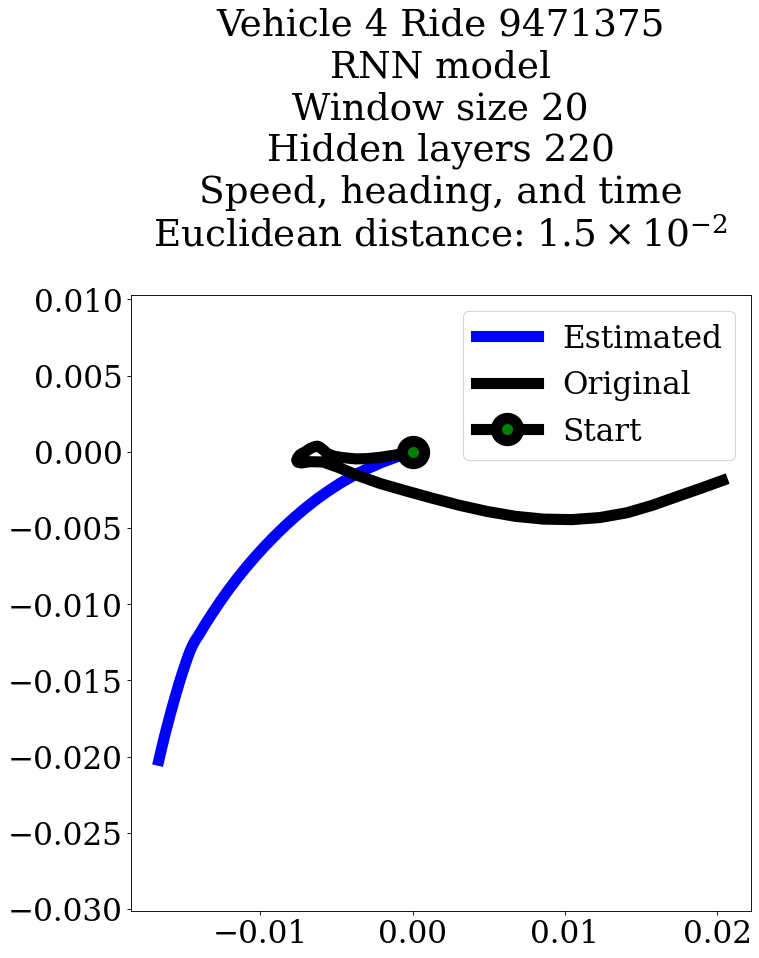 Vehicle 4 Ride 9471375
RNN model
Window size 20
Hidden layers 220
Speed, heading, and time
Euclidean distance: 1.5 × 10⁻²
0.010
0.005
0.000
−0.005
−0.010
−0.015
−0.020
−0.025
−0.030
Estimated
Original
Start
−0.01 0.00 0.01 0.02